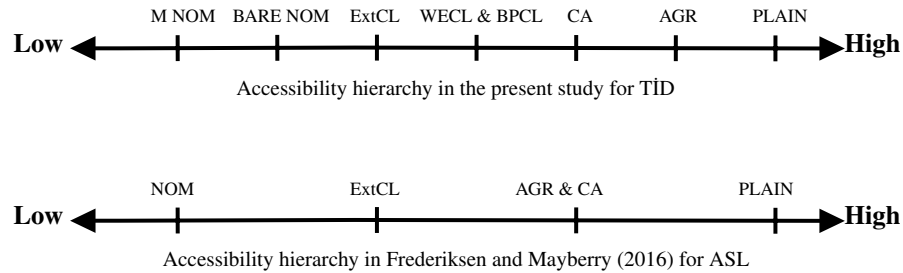 M NOM BARE NOM ExtCL WECL & BPCL CA AGR PLAIN
Low High
Accessibility hierarchy in the present study for TİD
NOM ExtCL AGR & CA PLAIN
Low High
Accessibility hierarchy in Frederiksen and Mayberry (2016) for ASL